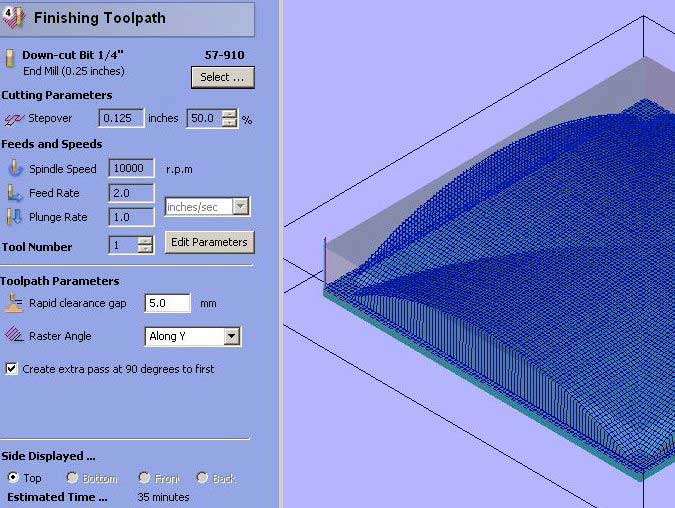 4 Finishing Toolpath
Down-cut Bit 1/4" 57-910
End Mill (0.25 inches)
Select ...
Cutting Parameters
Stepover 0.125 inches 50.0 %
Feeds and Speeds
Spindle Speed 10000 r.p.m
Feed Rate 2.0
inches/sec
Plunge Rate 1.0
Tool Number 1 Edit Parameters
Toolpath Parameters
Rapid clearance gap 5.0 mm
Raster Angle Along Y
Create extra pass at 90 degrees to first
Side Displayed ...
Top Bottom Front Back
Estimated Time ... 35 minutes